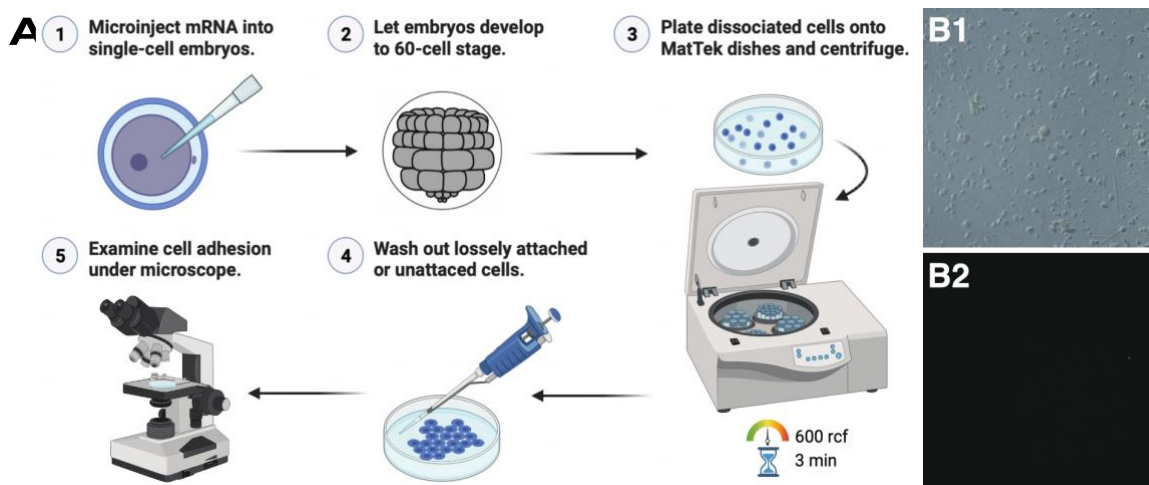 A
1
Microinject mRNA into
single-cell embryos.
2
Let embryos develop
to 60-cell stage.
3
Plate dissociated cells onto
MatTek dishes and centrifuge.
600 rcf
3 min
4
Wash out lossely attached
or unattaced cells.
5
Examine cell adhesion
under microscope.
B1
B2